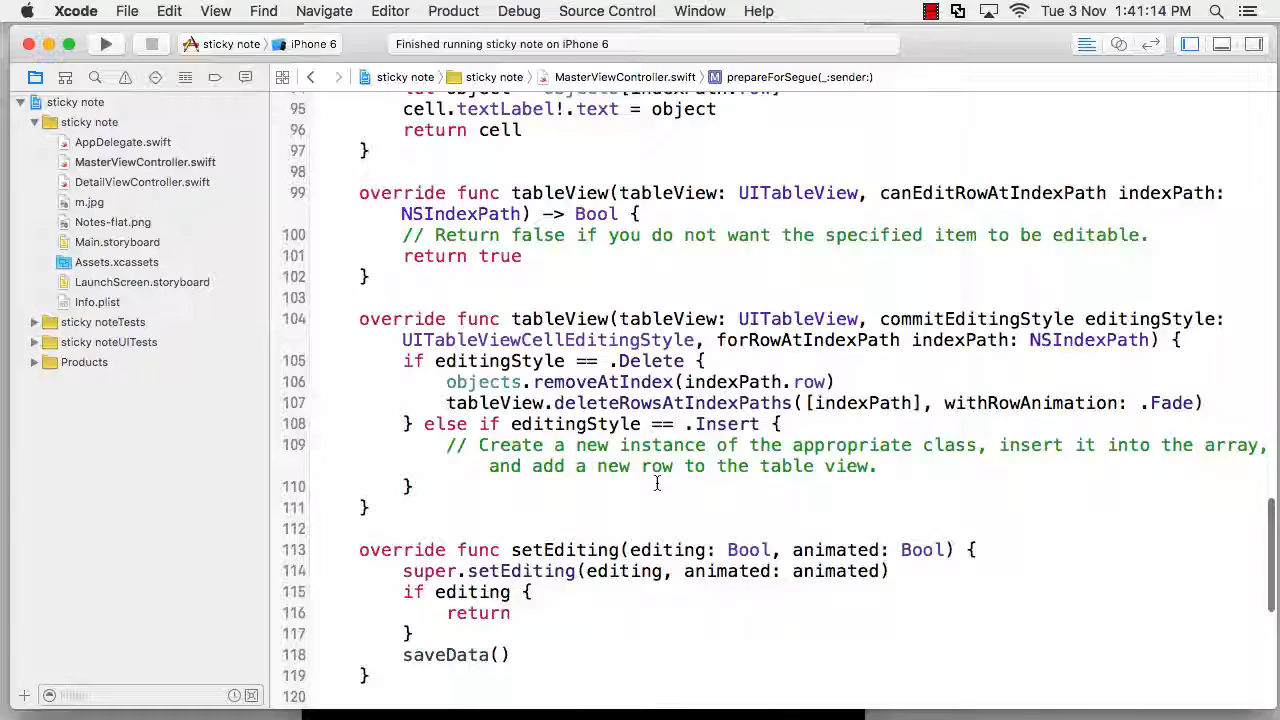 Xcode File Edit View Find Navigate Editor Product Debug Source Control Window Help Tue 3 Nov 1:41:14 PM
sticky note iPhone 6 Finished running sticky note on iPhone 6
sticky note sticky note MasterViewController.swift M repareForSegue(_:sender:)
sticky note
sticky note
AppDelegate.swift
MasterViewController.swift
DetailViewController.swift
m.jpg
Notes-flat.png
Main.storyboard
Assets.xcassets
LaunchScreen.storyboard
Info.plist
sticky noteTests
sticky noteUITests
Products
95 cell.textLabel!.text = object
96 return cell
97 }
98
99 override func tableView(tableView: UITableView, canEditRowAtIndexPath indexPath:
NSIndexPath) -> Bool {
100 // Return false if you do not want the specified item to be editable.
101 return true
102 }
103
104 override func tableView(tableView: UITableView, commitEditingStyle editingStyle:
UITableViewCellEditingStyle, forRowAtIndexPath indexPath: NSIndexPath) {
105 if editingStyle == .Delete {
106 objects.removeAtIndex(indexPath.row)
107 tableView.deleteRowsAtIndexPaths([indexPath], withRowAnimation: .Fade)
108 } else if editingStyle == .Insert {
109 // Create a new instance of the appropriate class, insert it into the array,
and add a new row to the table view.
110 }
111 }
112
113 override func setEditing(editing: Bool, animated: Bool) {
114 super.setEditing(editing, animated: animated)
115 if editing {
116 return
117 }
118 saveData()
119 }
120